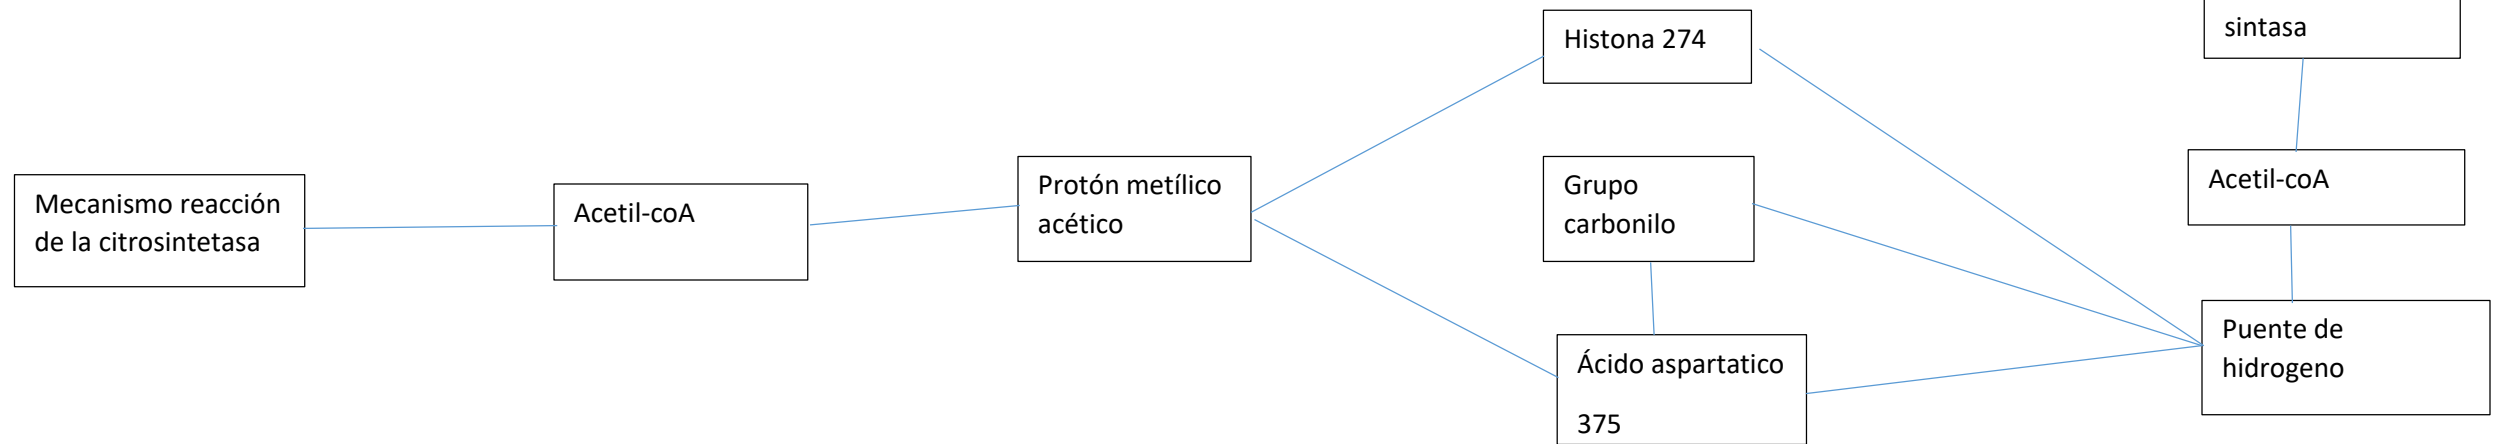 Mecanismo reacción
de la citrosintetasa
Acetil-coA
Protón metílico
acético
Histona 274
Grupo
carbonilo
Ácido aspartatico
375
sintasa
Acetil-coA
Puente de
hidrogeno